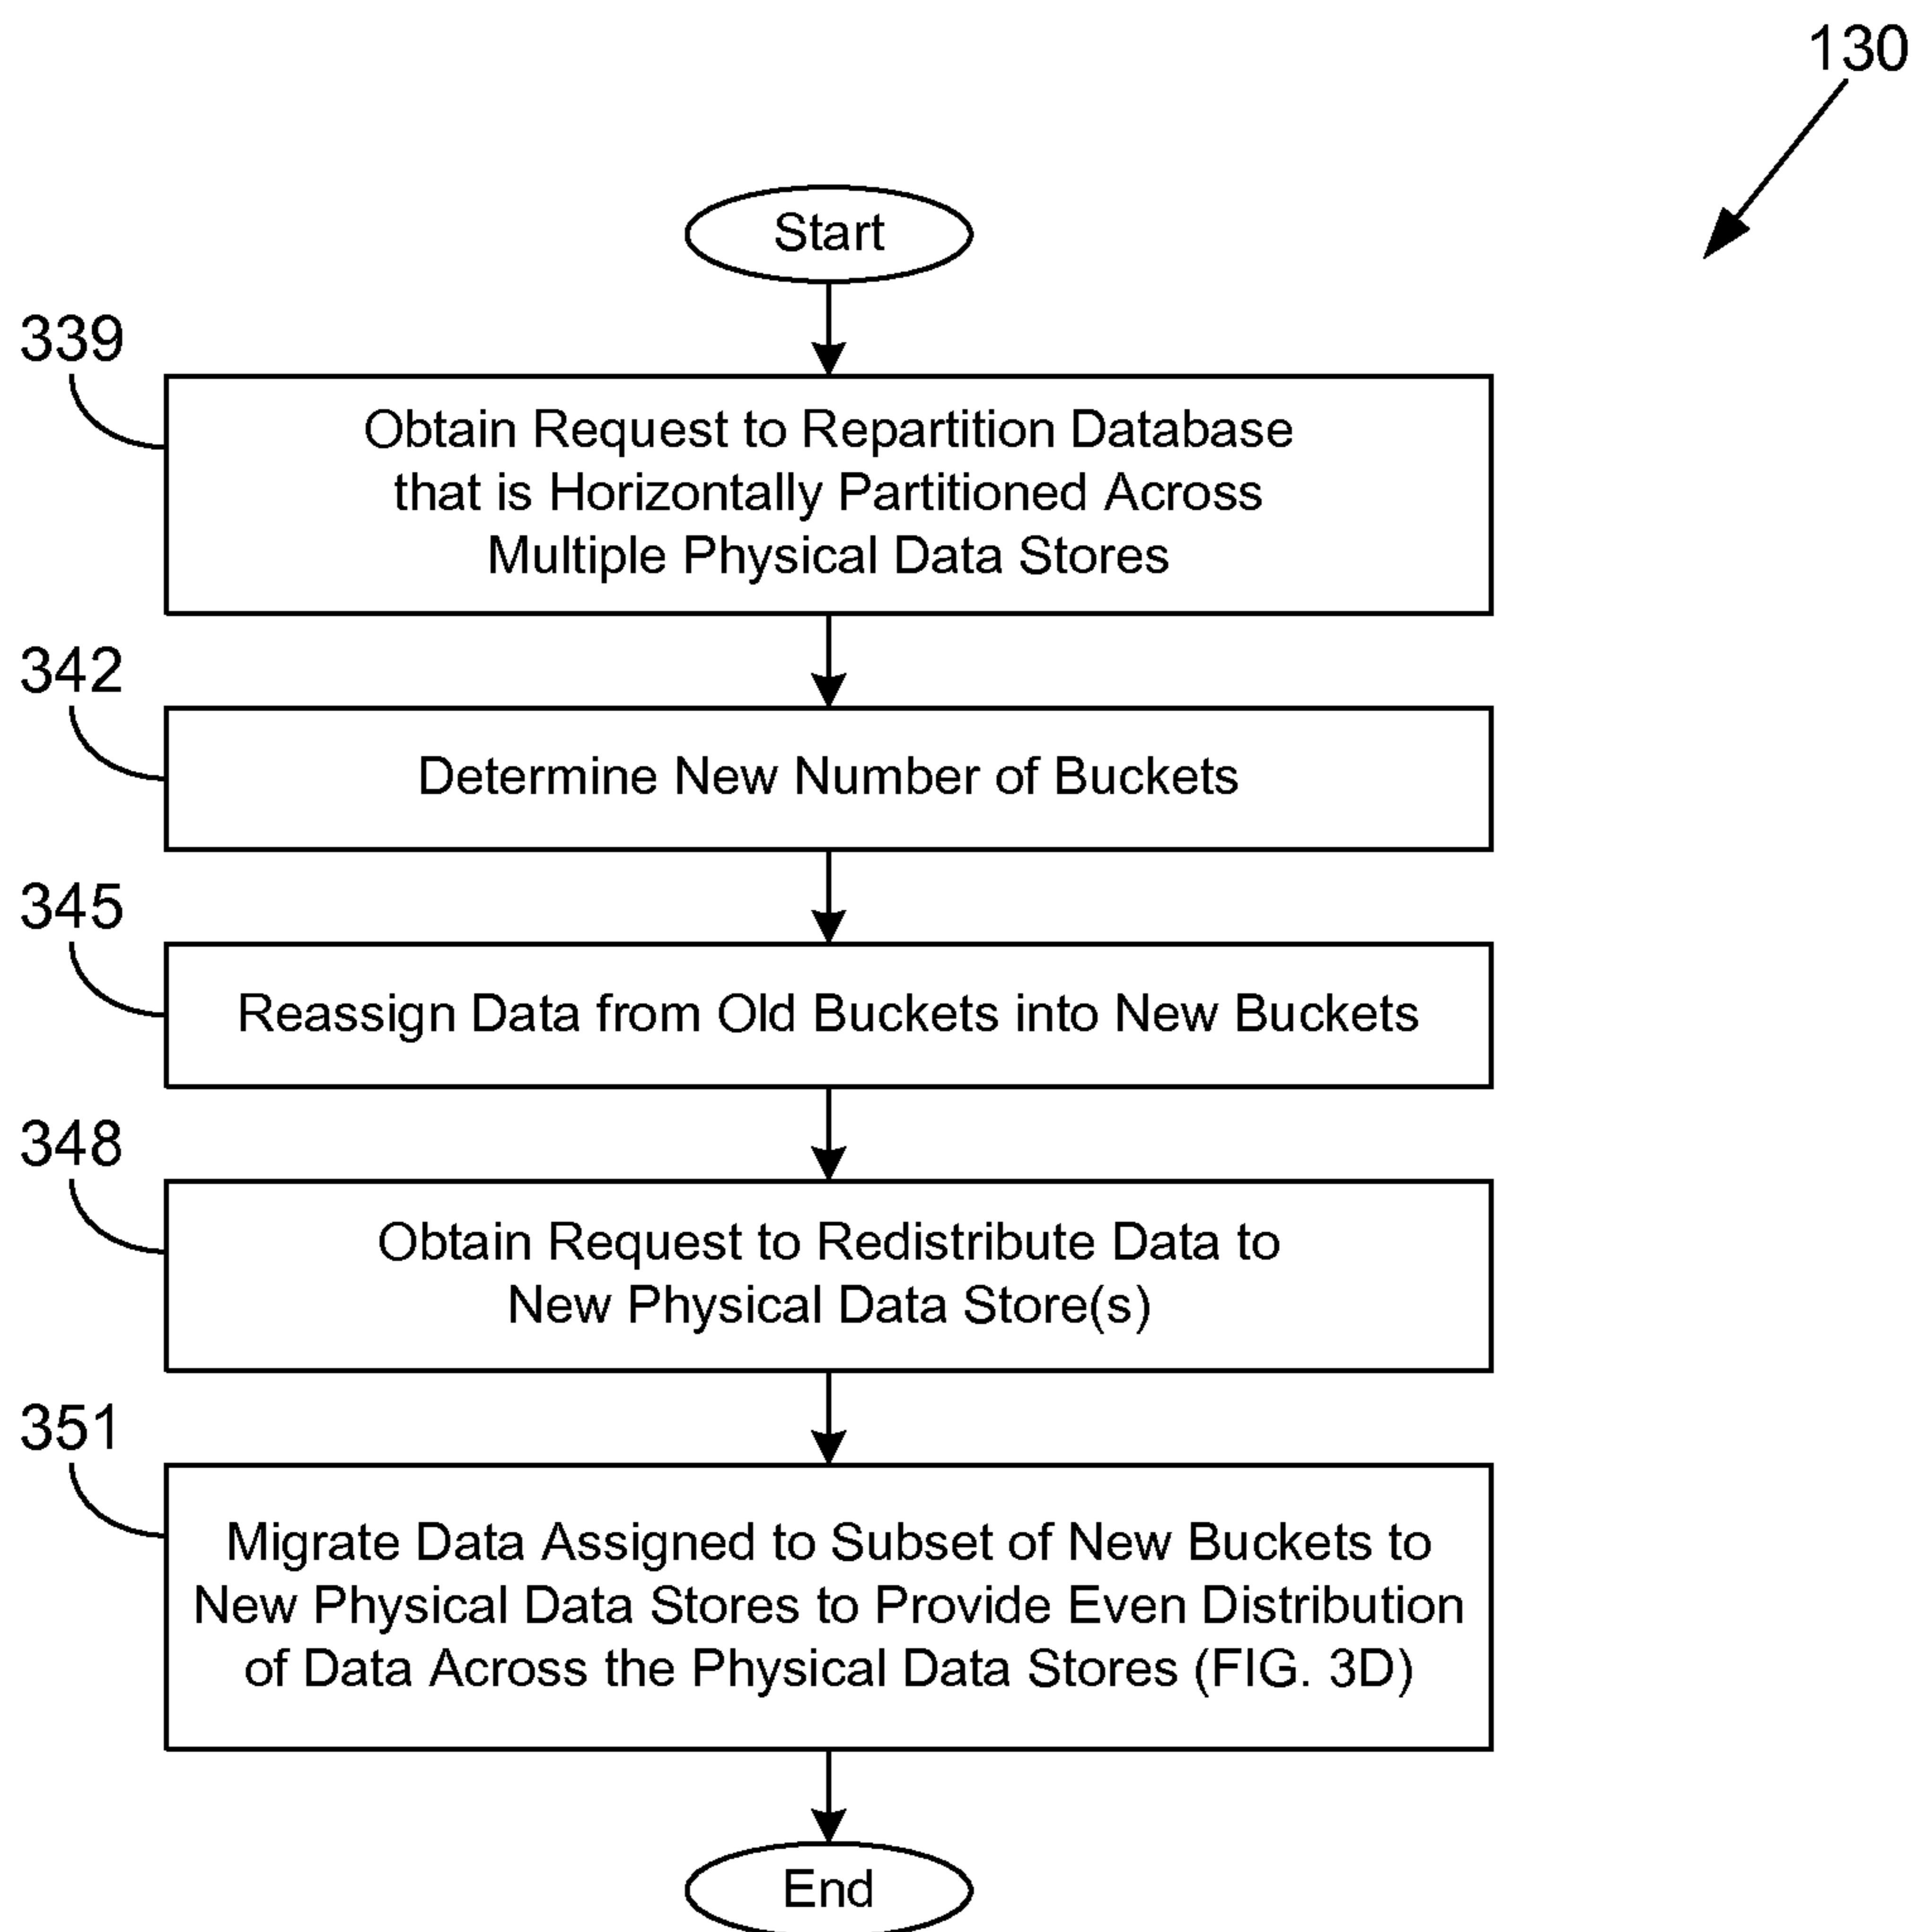 130
Start
339
Obtain Request to Repartition Database
that is Horizontally Partitioned Across
Multiple Physical Data Stores
342
Determine New Number of Buckets
345
Reassign Data from Old Buckets into New Buckets
348
Obtain Request to Redistribute Data to
New Physical Data Store(s)
351
Migrate Data Assigned to Subset of New Buckets to
New Physical Data Stores to Provide Even Distribution
of Data Across the Physical Data Stores (FIG. 3D)
End